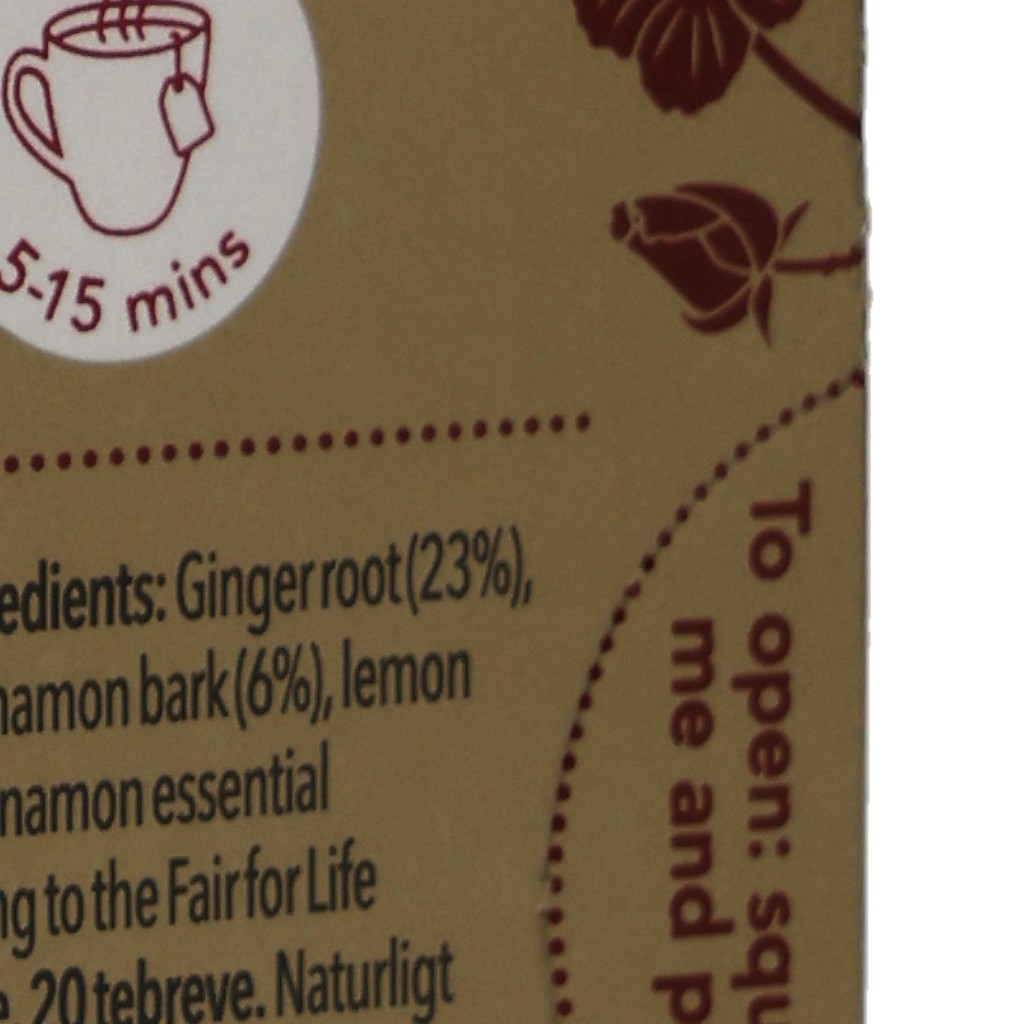 5-15 mins
edients: Ginger root (23%),
namon bark (6%), lemon
namon essential
ng to the Fair for Life
20 tebreve. Naturligt
To open: squ
me and p